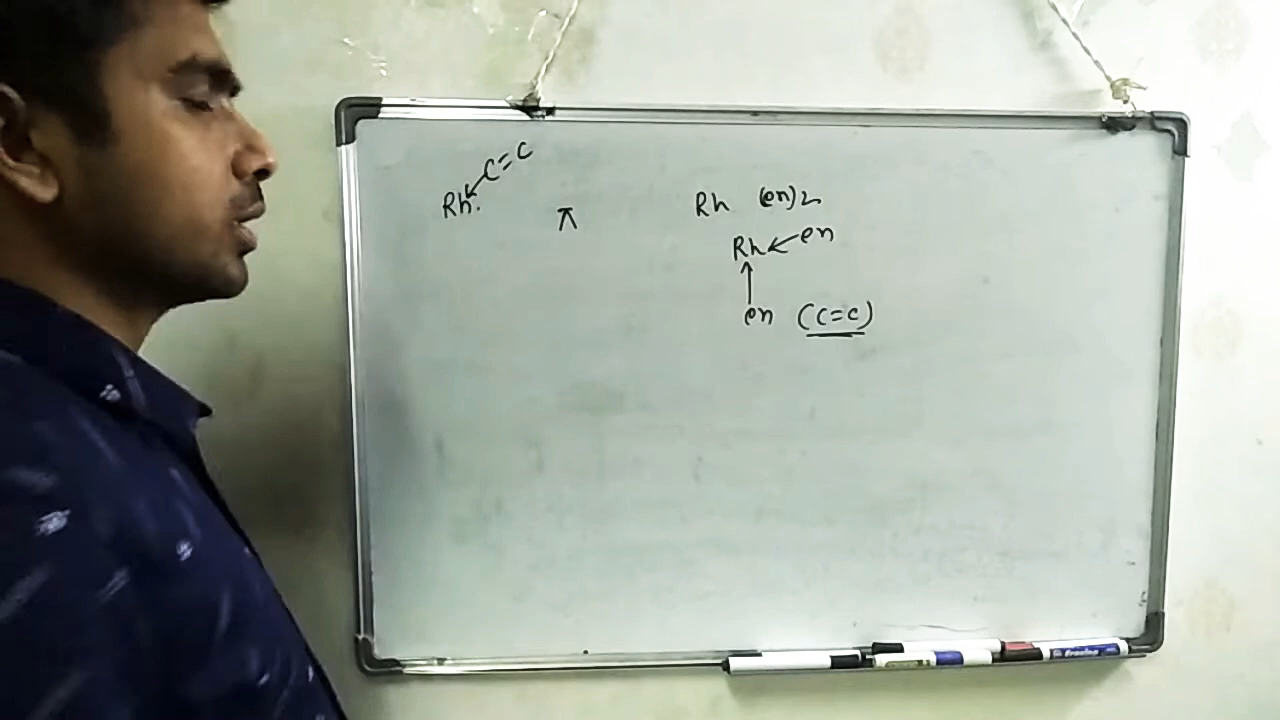 Rh. ← C=C
π
Rh (en)2
Rh ← en
↑
en (C=C)